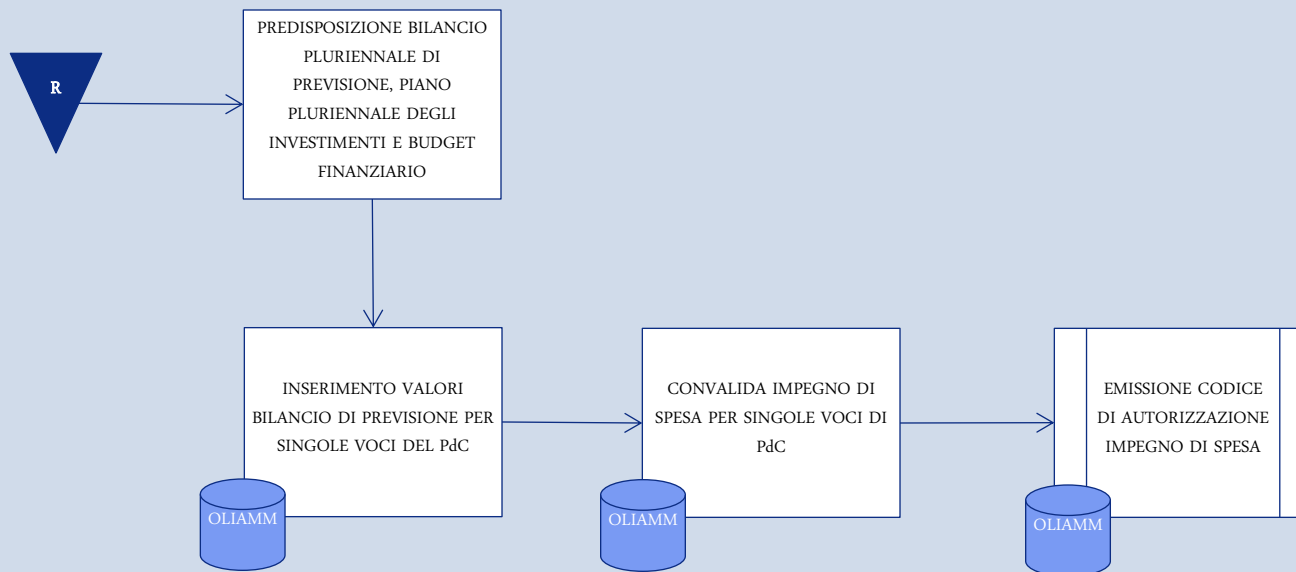 R
PREDISPOSIZIONE BILANCIO
PLURIENNALE DI
PREVISIONE, PIANO
PLURIENNALE DEGLI
INVESTIMENTI E BUDGET
FINANZIARIO
INSERIMENTO VALORI
BILANCIO DI PREVISIONE PER
SINGOLE VOCI DEL PdC
OLIAMM
CONVALIDA IMPEGNO DI
SPESA PER SINGOLE VOCI DI
PdC
OLIAMM
EMISSIONE CODICE
DI AUTORIZZAZIONE
IMPEGNO DI SPESA
OLIAMM